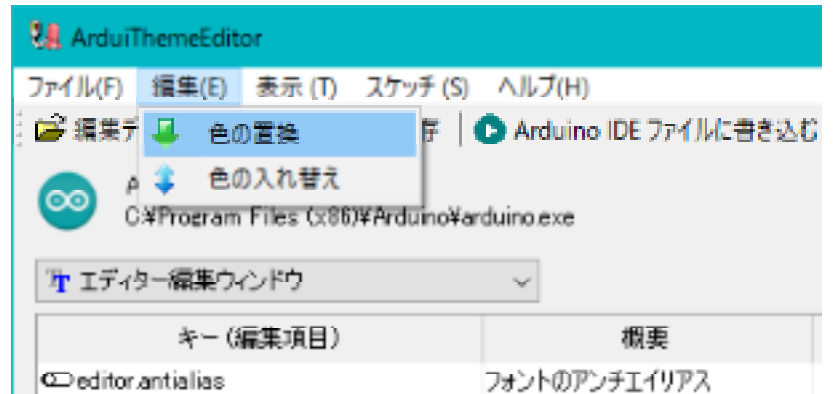 ArduiThemeEditor
ファイル(F) 編集(E) 表示 (T) スケッチ (S) ヘルプ(H)
編集デ 存 Arduino IDE ファイルに書き込む
色の置換
色の入れ替え
A
C:¥Program Files (x86)¥Arduino¥arduino.exe
Tt エディター編集ウィンドウ
キー (編集項目) 概要
editor.antialias フォントのアンチエイリアス